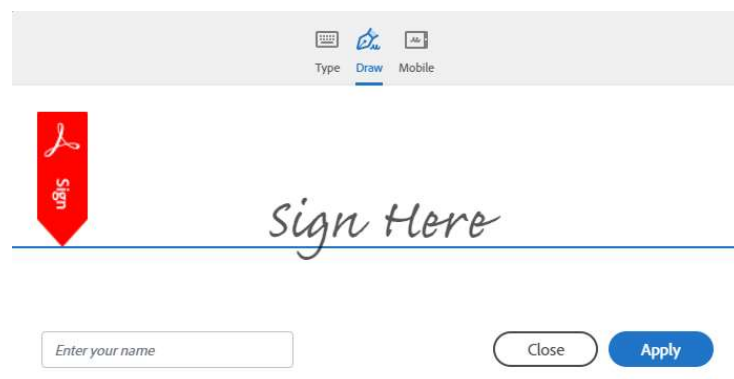 Type Draw Mobile
Sign
Sign Here
Enter your name
Close Apply